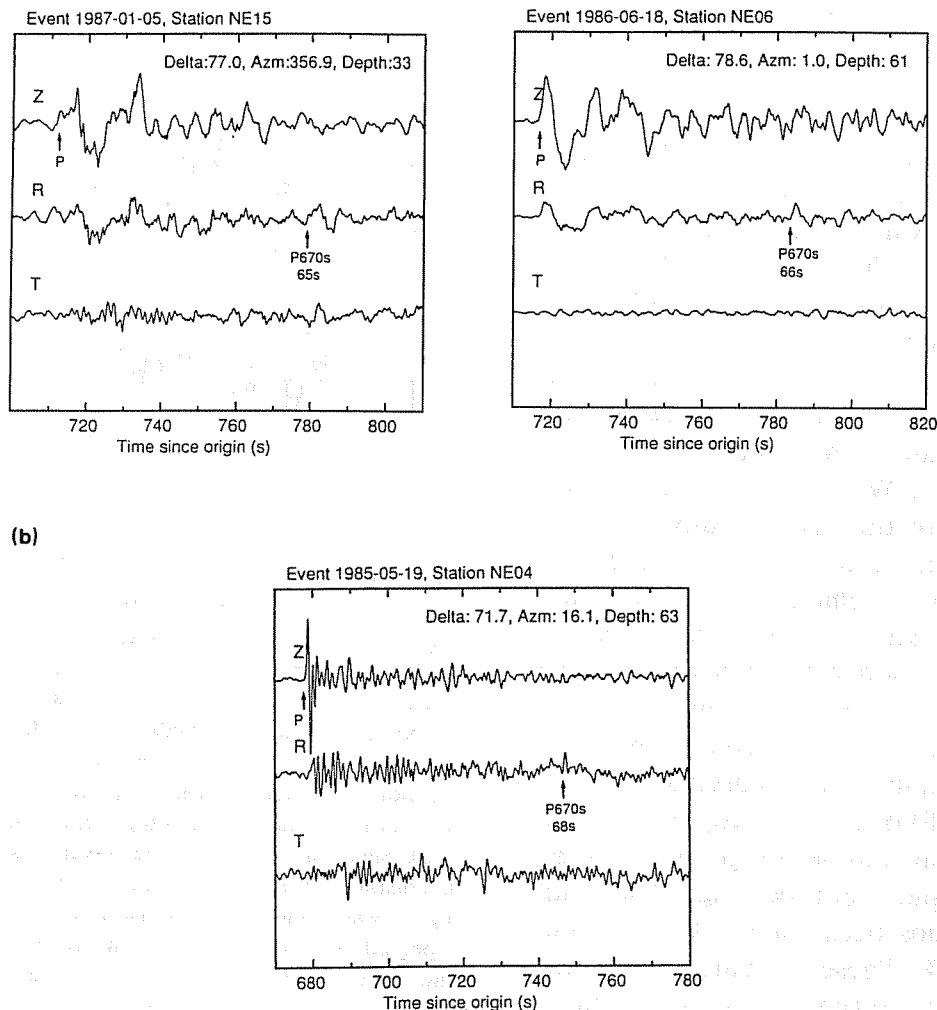 Event 1987-01-05, Station NE15
Delta:77.0, Azm:356.9, Depth:33
Z
P
R
P670s
65s
T
720 740 760 780 800
Time since origin (s)
Event 1986-06-18, Station NE06
Delta: 78.6, Azm: 1.0, Depth: 61
Z
P
R
P670s
66s
T
720 740 760 780 800 820
Time since origin (s)
(b)
Event 1985-05-19, Station NE04
Delta: 71.7, Azm: 16.1, Depth: 63
Z
P
R
P670s
68s
T
680 700 720 740 760 780
Time since origin (s)